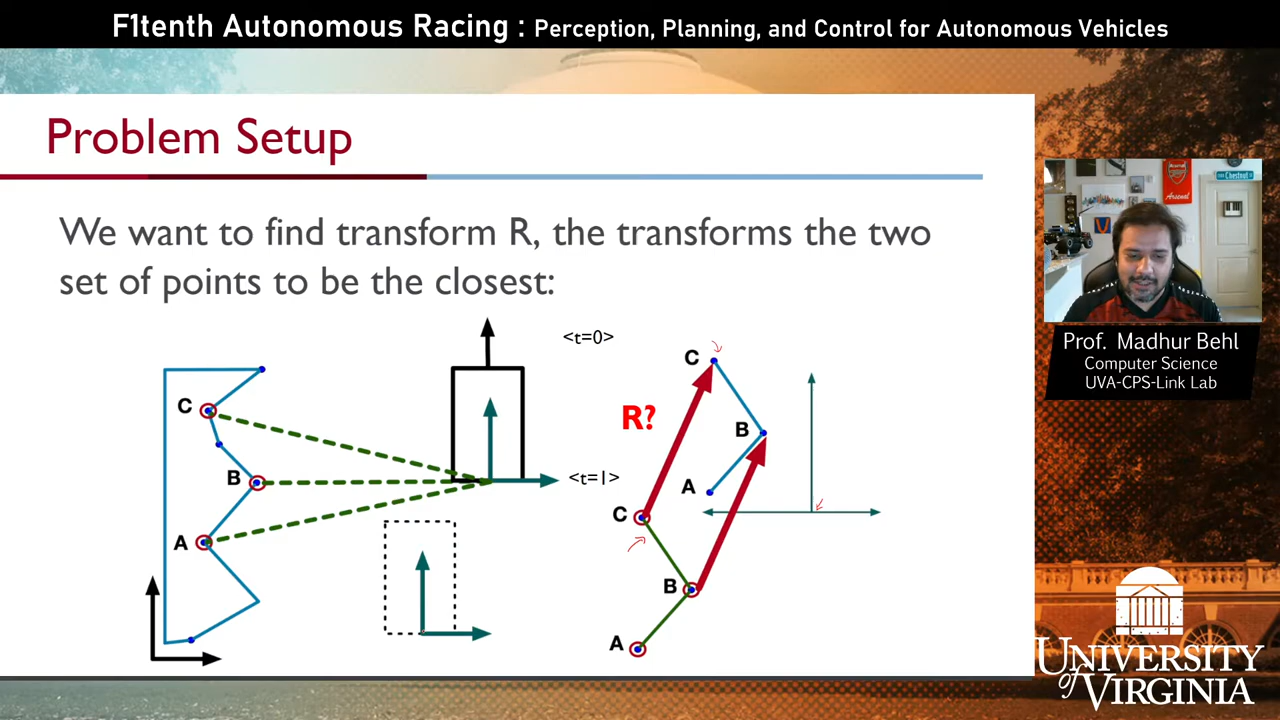 F1tenth Autonomous Racing : Perception, Planning, and Control for Autonomous Vehicles
Problem Setup
We want to find transform R, the transforms the two
set of points to be the closest:
<t=0>
<t=1>
C
B
A
R?
C
B
A
C
B
A
Chestnut
Arsenal
Prof. Madhur Behl
Computer Science
UVA-CPS-Link Lab
UNIVERSITY
of VIRGINIA